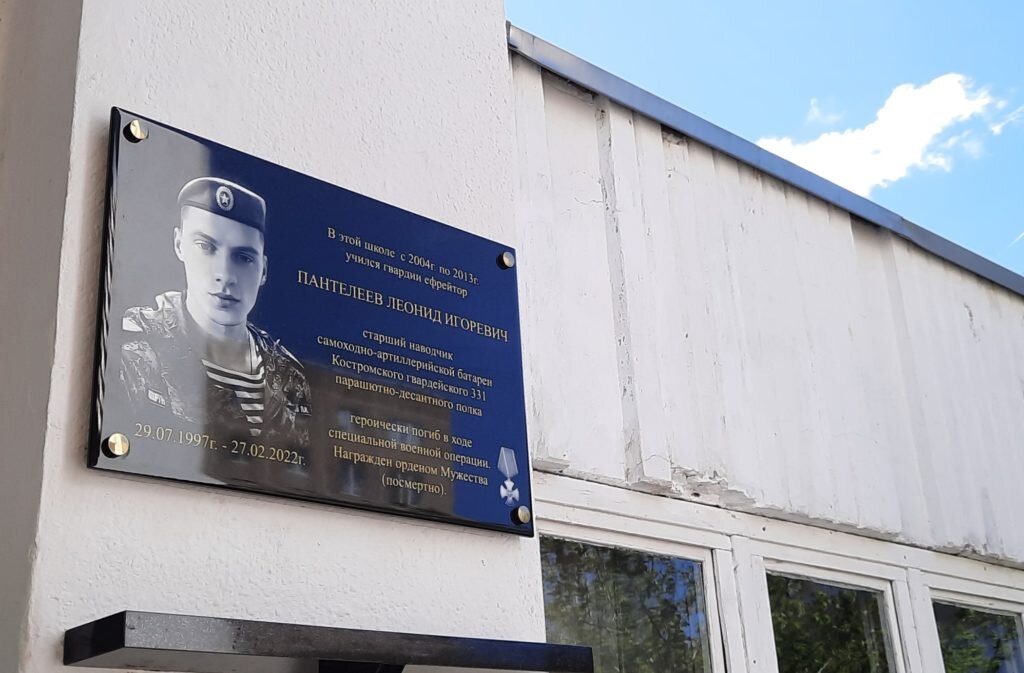 В этой школе с 2004г. по 2013г.
учился гвардии ефрейтор
ПАНТЕЛЕЕВ ЛЕОНИД ИГОРЕВИЧ
старший наводчик
самоходно-артиллерийской батареи
Костромского гвардейского 331
парашютно-десантного полка
героически погиб в ходе
специальной военной операции.
Награжден орденом Мужества
(посмертно).
29.07.1997г. - 27.02.2022г.